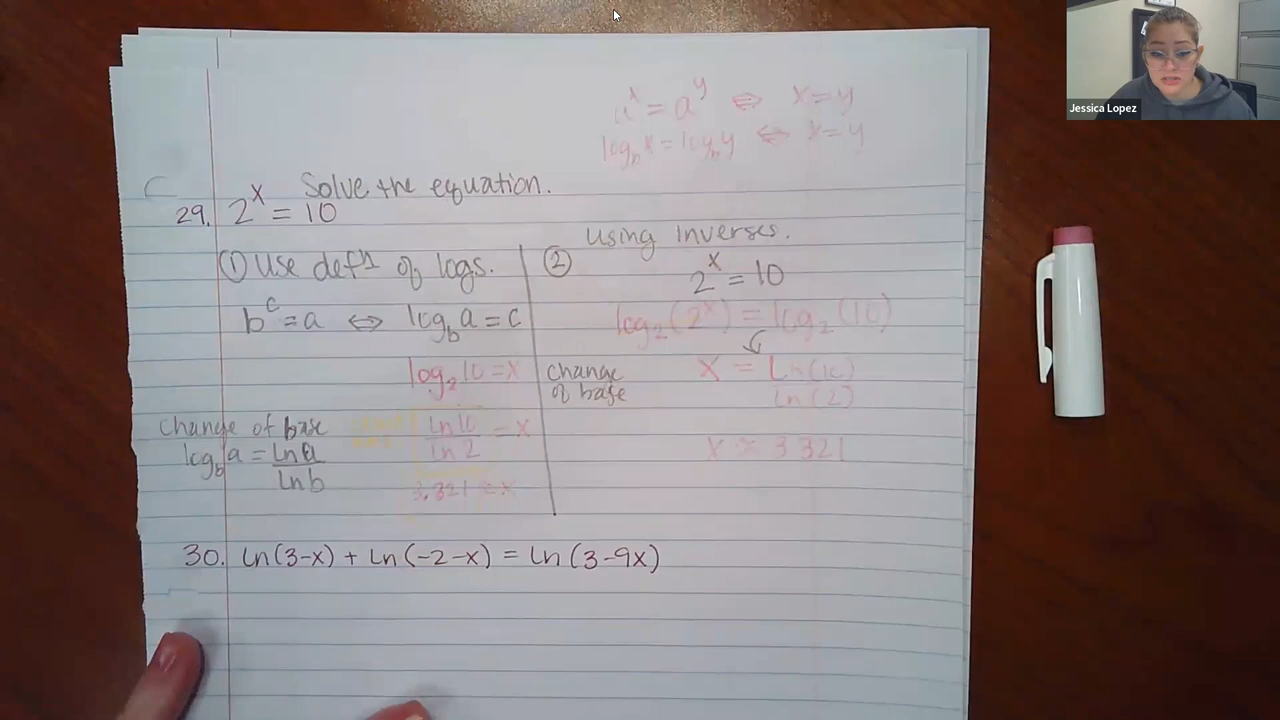 a^x = a^y ⇔ x = y
log_b x = log_b y ⇔ x = y
Jessica Lopez
C Solve the equation.
29. 2^x = 10
① Use def'n of logs.
b^c = a ⇔ log_b a = c
log_2 10 = x
Change of base
log_b a = ln a / ln b
ln 10 / ln 2 = x
3.321 ≈ x
② Using inverses.
2^x = 10
log_2(2^x) = log_2(10)
change of base
x = ln(10) / ln(2)
x ≈ 3.321
30. ln(3-x) + ln(-2-x) = ln(3-9x)